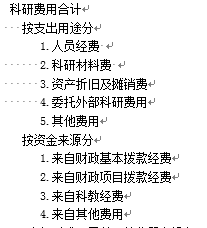 科研费用合计
按支出用途分
1.人员经费
2.科研材料费
3.资产折旧及摊销费
4.委托外部科研费用
5.其他费用
按资金来源分
1.来自财政基本拨款经费
2.来自财政项目拨款经费
3.来自科教经费
4.来自其他费用